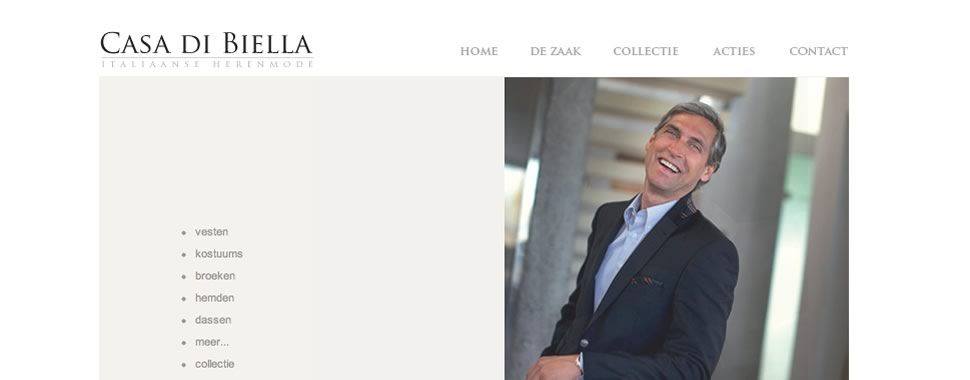 CASA DI BIELLA
ITALIAANSE HERENMODE
HOME DE ZAAK COLLECTIE ACTIES CONTACT
vesten
kostuums
broeken
hemden
dassen
meer...
collectie